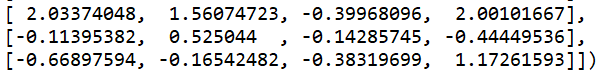 [ 2.03374048,  1.56074723, -0.39968096,  2.00101667],
[-0.11395382,  0.525044  , -0.14285745, -0.44449536],
[-0.66897594, -0.16542482, -0.38319699,  1.17261593]])